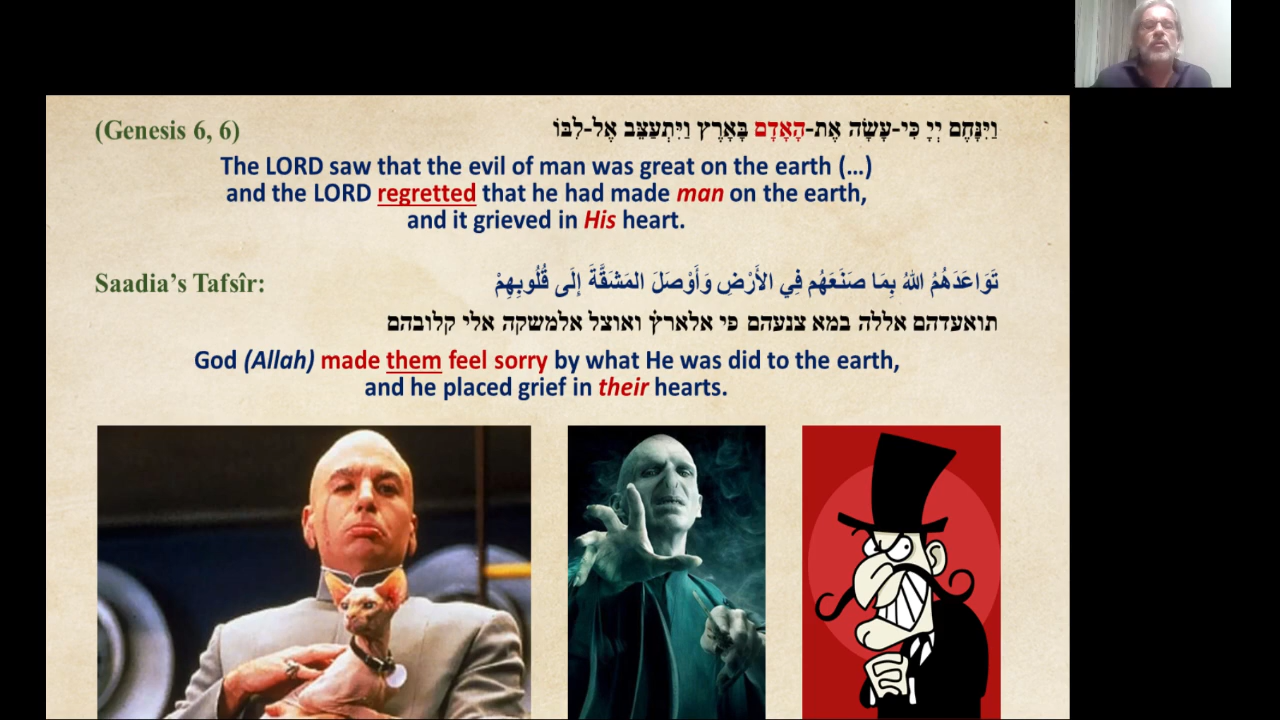 (Genesis 6, 6) וַיִּנָּחֶם יְיָ כִּי-עָשָׂה אֶת-הָאָדָם בָּאָרֶץ וַיִּתְעַצֵּב אֶל-לִבּוֹ
The LORD saw that the evil of man was great on the earth (…)
and the LORD regretted that he had made man on the earth,
and it grieved in His heart.
Saadia’s Tafsîr: تَوَاعَدَهُمُ اللهُ بِمَا صَنَعَهُم فِي الأَرْضِ وَأَوْصَلَ المَشَقَّةَ إِلَى قُلُوبِهِمْ
תואעדהם אללה במא צנעהם פי אלארץ̇ ואוצל אלמשקה אלי קלובהם
God (Allah) made them feel sorry by what He was did to the earth,
and he placed grief in their hearts.